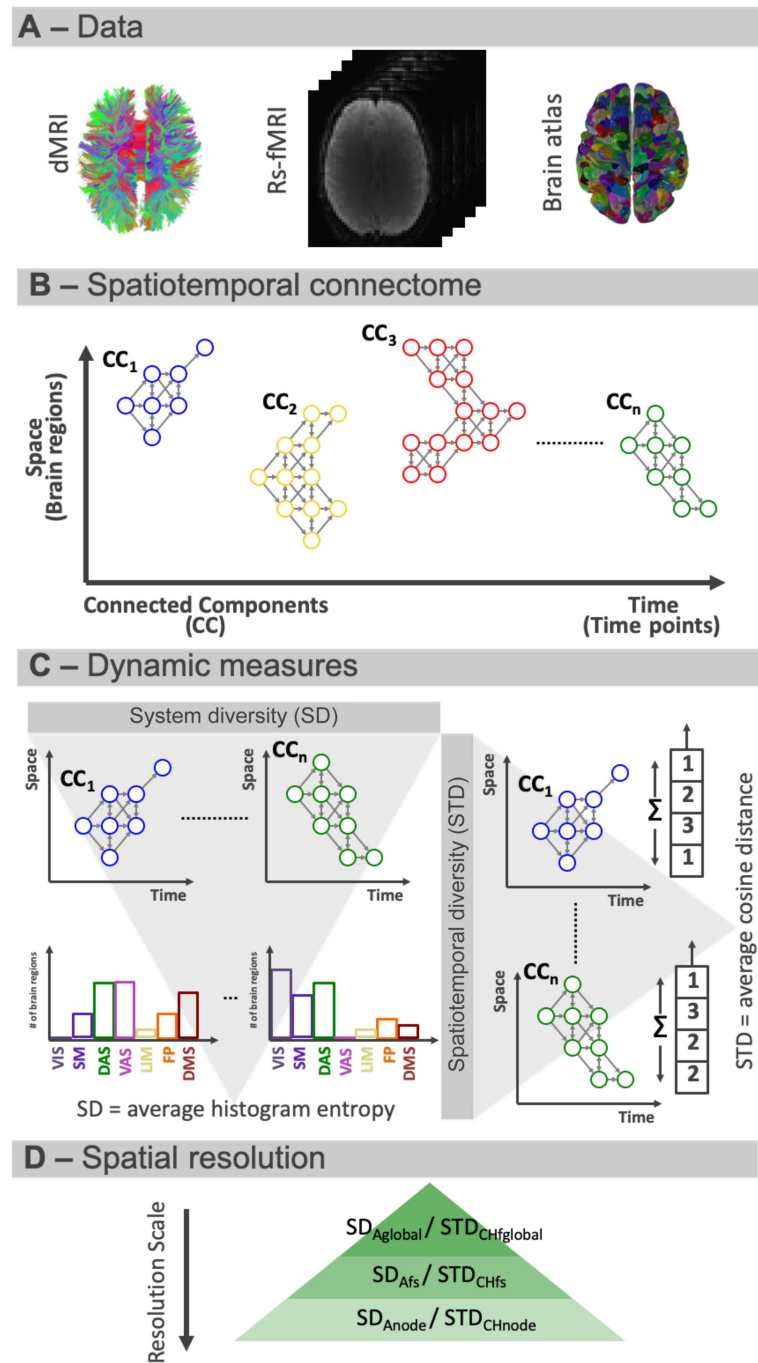 A – Data
dMRI
Rs-fMRI
Brain atlas
B – Spatiotemporal connectome
CC1
CC2
CC3
CCn
Space
(Brain regions)
Connected Components
(CC)
Time
(Time points)
C – Dynamic measures
System diversity (SD)
Space
CC1
Time
Space
CCn
Time
# of brain regions
VIS
SM
DAS
VAS
LIM
FP
DMS
...
# of brain regions
VIS
SM
DAS
VAS
LIM
FP
DMS
SD = average histogram entropy
Spatiotemporal diversity (STD)
Space
CC1
Time
Σ
1
2
3
1
Space
CCn
Time
Σ
1
3
2
2
STD = average cosine distance
D – Spatial resolution
Resolution Scale
SDAglobal / STDCHfglobal
SDAfs / STDCHfs
SDAnode / STDCHnode